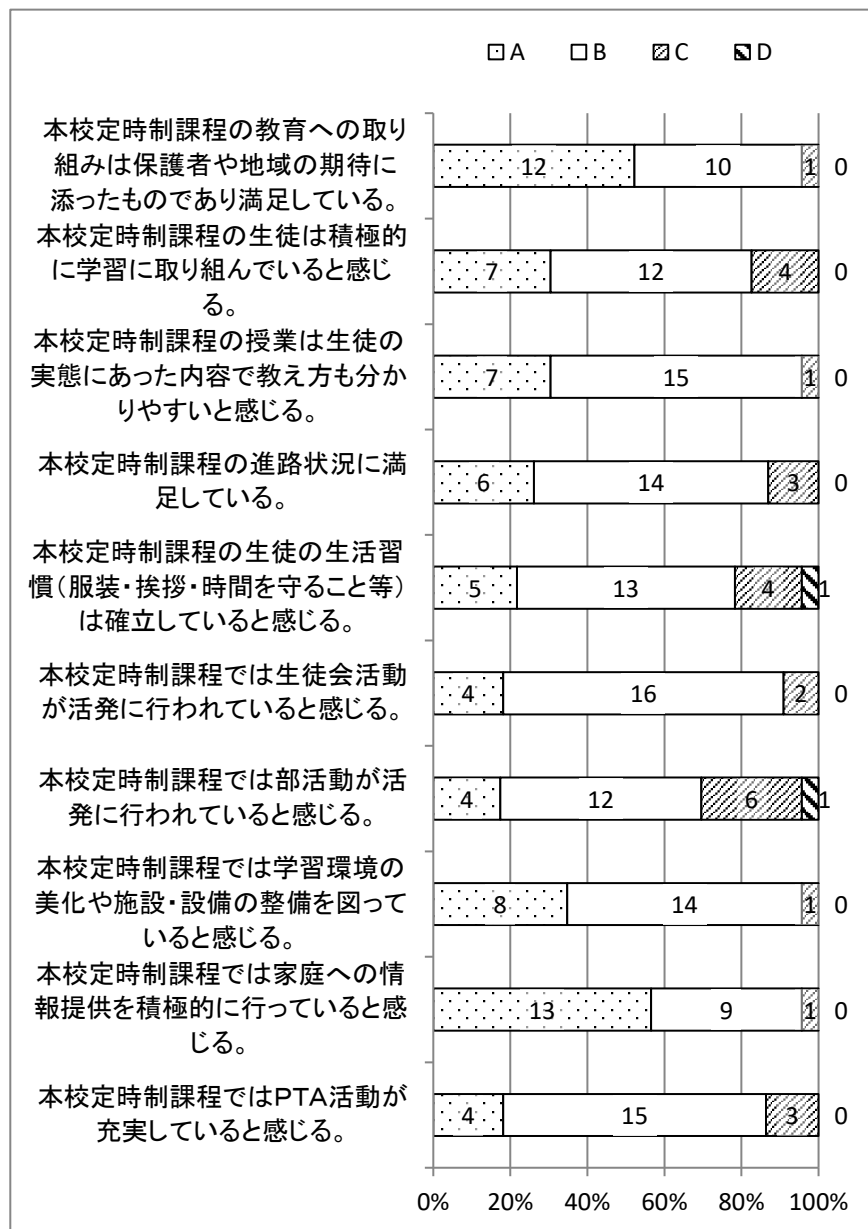 A B C D
本校定時制課程の教育への取り
組みは保護者や地域の期待に
添ったものであり満足している。
12 10 1 0
本校定時制課程の生徒は積極的
に学習に取り組んでいると感じ
る。
7 12 4 0
本校定時制課程の授業は生徒の
実態にあった内容で教え方も分か
りやすいと感じる。
7 15 1 0
本校定時制課程の進路状況に満
足している。
6 14 3 0
本校定時制課程の生徒の生活習
慣（服装・挨拶・時間を守ること等）
は確立していると感じる。
5 13 4 1
本校定時制課程では生徒会活動
が活発に行われていると感じる。
4 16 2 0
本校定時制課程では部活動が活
発に行われていると感じる。
4 12 6 1
本校定時制課程では学習環境の
美化や施設・設備の整備を図って
いると感じる。
8 14 1 0
本校定時制課程では家庭への情
報提供を積極的に行っていると感
じる。
13 9 1 0
本校定時制課程ではPTA活動が
充実していると感じる。
4 15 3 0
0% 20% 40% 60% 80% 100%